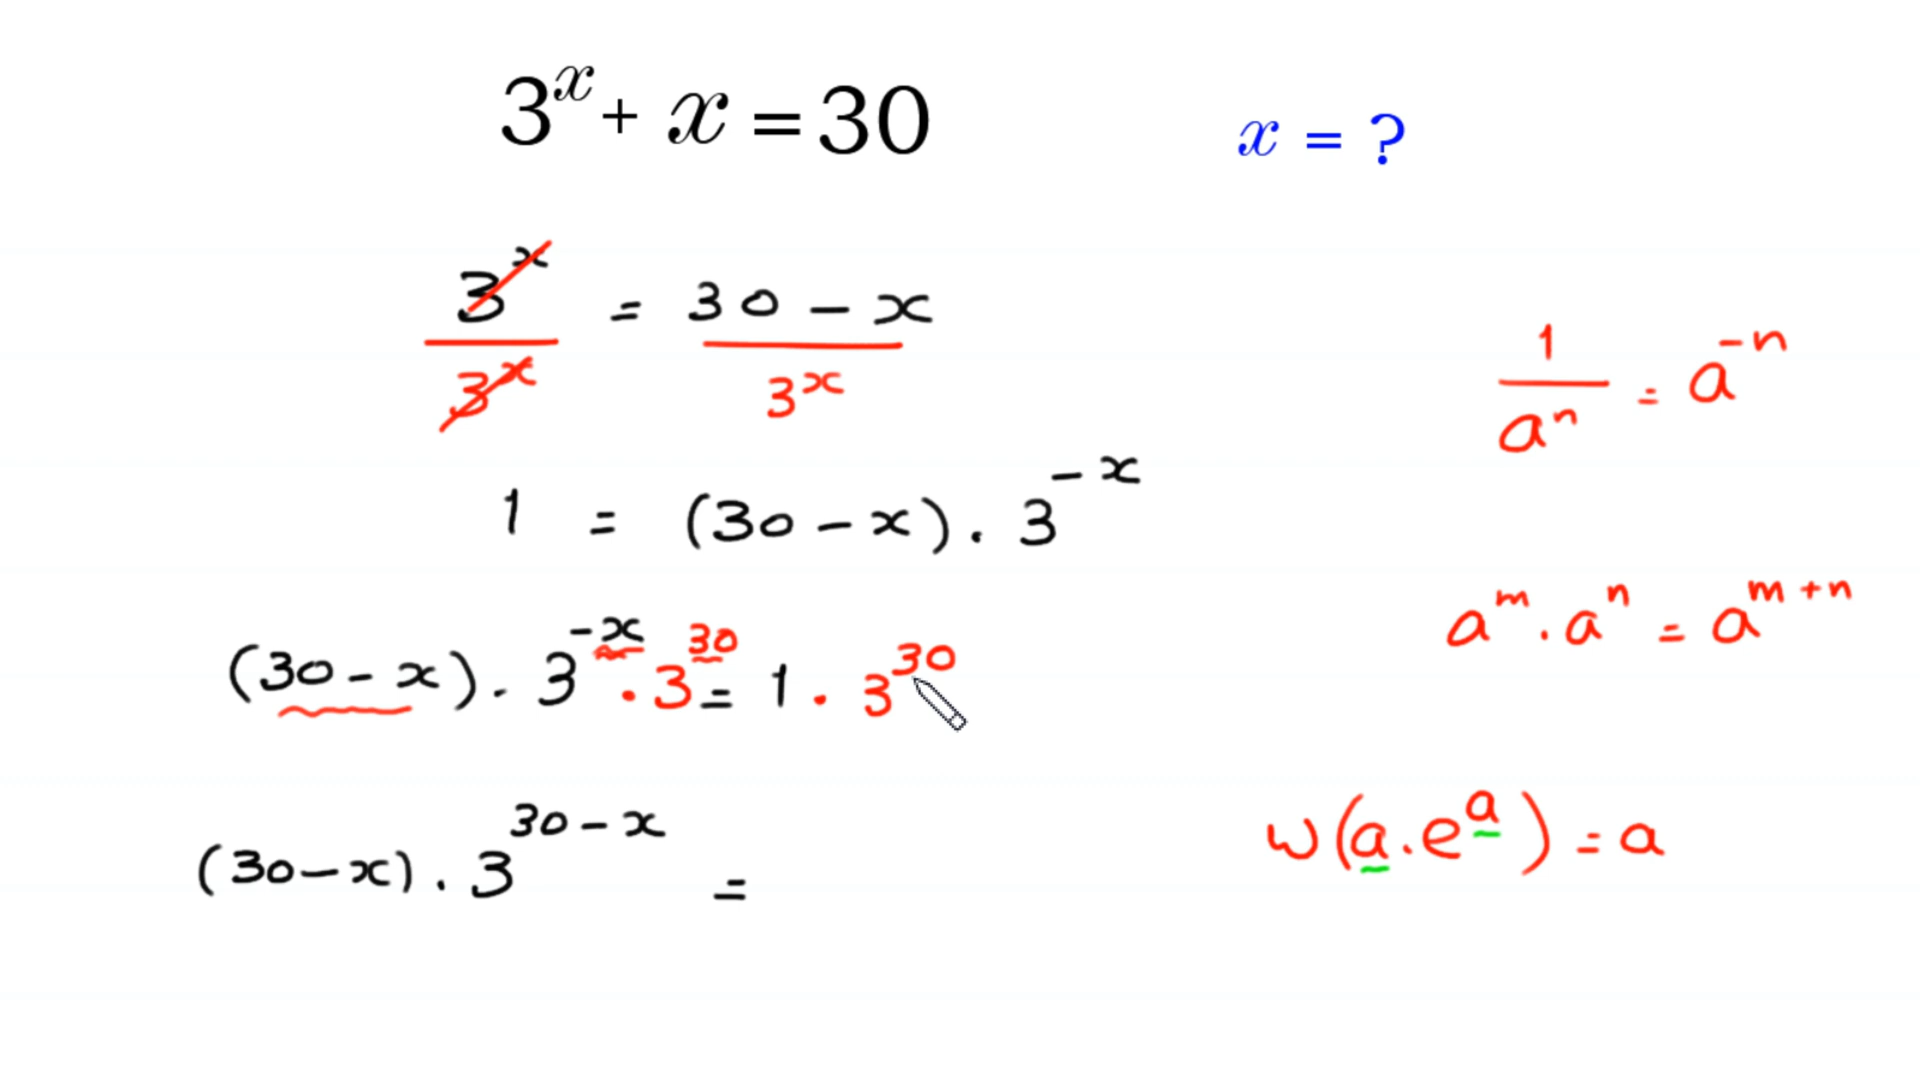 3^x + x = 30
x = ?
3^x / 3^x = 30 - x / 3^x
1 / a^n = a^-n
1 = (30 - x) . 3^-x
(30 - x) . 3^-x . 3^30 = 1 . 3^30
a^m . a^n = a^m+n
(30 - x) . 3^30-x =
w(a . e^a) = a